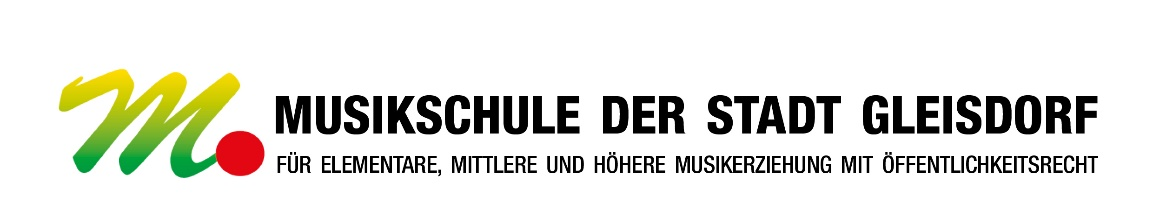 m.
MUSIKSCHULE DER STADT GLEISDORF
FÜR ELEMENTARE, MITTLERE UND HÖHERE MUSIKERZIEHUNG MIT ÖFFENTLICHKEITSRECHT